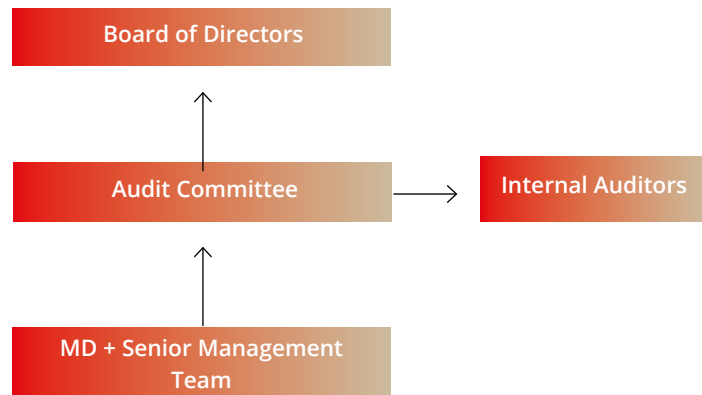 Board of Directors
Audit Committee
Internal Auditors
MD + Senior Management
Team